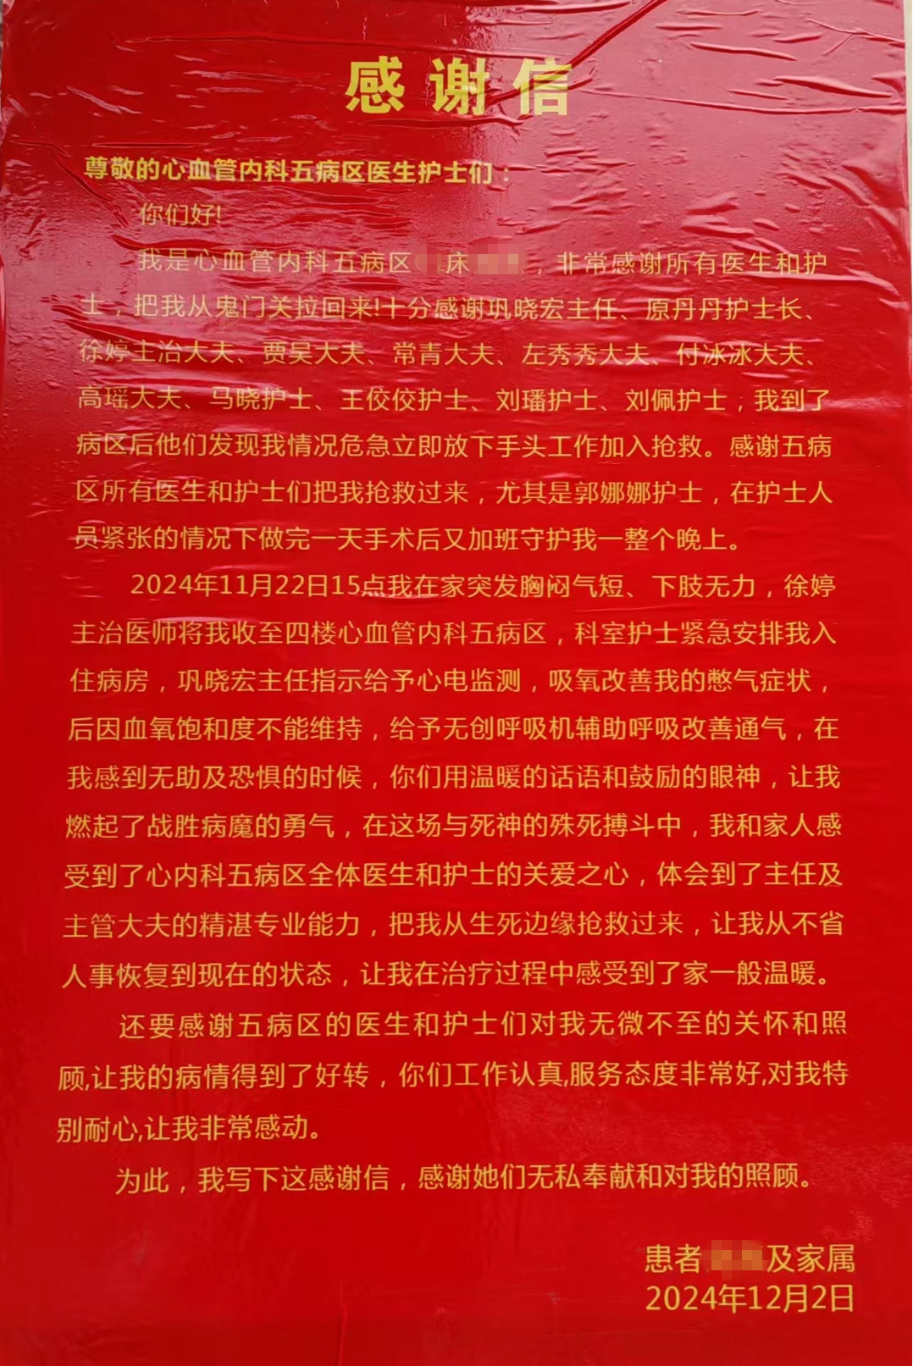 感谢信
尊敬的心血管内科五病区医生护士们：
你们好!
我是心血管内科五病区床，非常感谢所有医生和护
士，把我从鬼门关拉回来!十分感谢巩晓宏主任、原丹丹护士长、
徐婷主治大夫、贾昊大夫、常青大夫、左秀秀大夫、付冰冰大夫、
高瑶大夫、马晓护士、王佼佼护士、刘璠护士、刘佩护士；我到了
病区后他们发现我情况危急立即放下手头工作加入抢救。感谢五病
区所有医生和护士们把我抢救过来，尤其是郭娜娜护士，在护士人
员紧张的情况下做完一天手术后又加班守护我一整个晚上。
2024年11月22日15点我在家突发胸闷气短、下肢无力，徐婷
主治医师将我收至四楼心血管内科五病区，科室护士紧急安排我入
住病房，巩晓宏主任指示给予心电监测，吸氧改善我的憋气症状，
后因血氧饱和度不能维持，给予无创呼吸机辅助呼吸改善通气，在
我感到无助及恐惧的时候，你们用温暖的话语和鼓励的眼神，让我
燃起了战胜病魔的勇气，在这场与死神的殊死搏斗中，我和家人感
受到了心内科五病区全体医生和护士的关爱之心，体会到了主任及
主管大夫的精湛专业能力，把我从生死边缘抢救过来，让我从不省
人事恢复到现在的状态，让我在治疗过程中感受到了家一般温暖。
还要感谢五病区的医生和护士们对我无微不至的关怀和照
顾,让我的病情得到了好转，你们工作认真,服务态度非常好,对我特
别耐心,让我非常感动。
为此，我写下这感谢信，感谢她们无私奉献和对我的照顾。
患者及家属
2024年12月2日